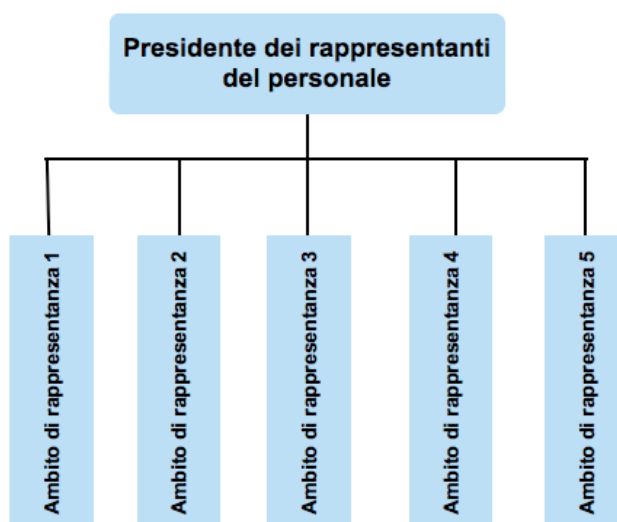 Presidente dei rappresentanti
del personale
Ambito di rappresentanza 1
Ambito di rappresentanza 2
Ambito di rappresentanza 3
Ambito di rappresentanza 4
Ambito di rappresentanza 5